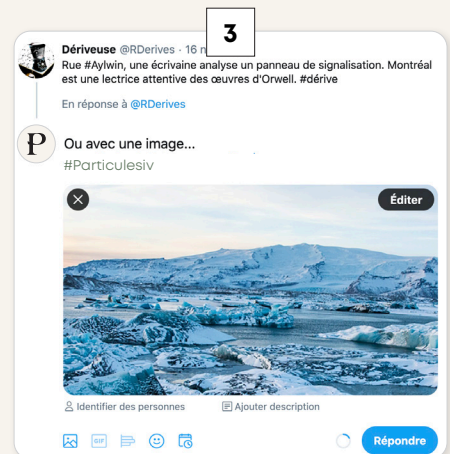 3
Dériveuse @RDerives · 16 n
Rue #Aylwin, une écrivaine analyse un panneau de signalisation. Montréal
est une lectrice attentive des œuvres d'Orwell. #dérive
En réponse à @RDerives
P
Ou avec une image...
#Particulesiv
Éditer
Identifier des personnes
Ajouter description
GIF
Répondre